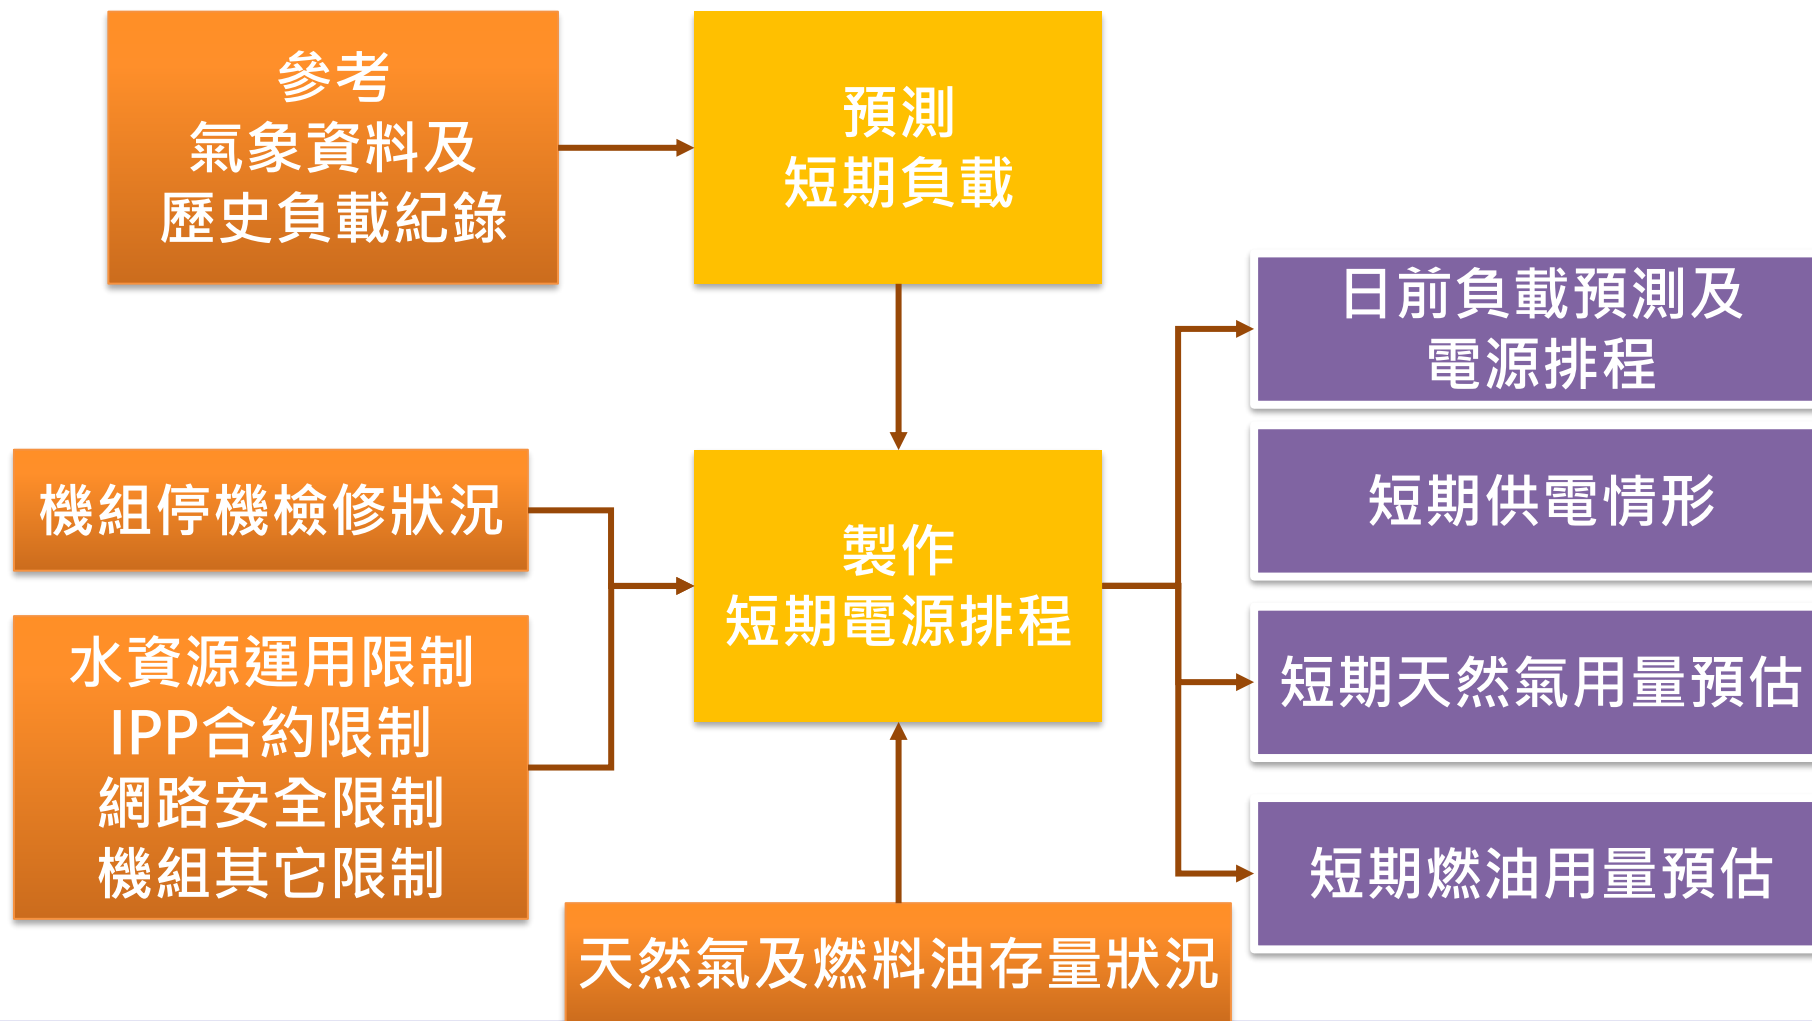 參考
氣象資料及
歷史負載紀錄
預測
短期負載
日前負載預測及
電源排程
機組停機檢修狀況
短期供電情形
製作
短期電源排程
水資源運用限制
IPP合約限制
網路安全限制
機組其它限制
短期天然氣用量預估
短期燃油用量預估
天然氣及燃料油存量狀況